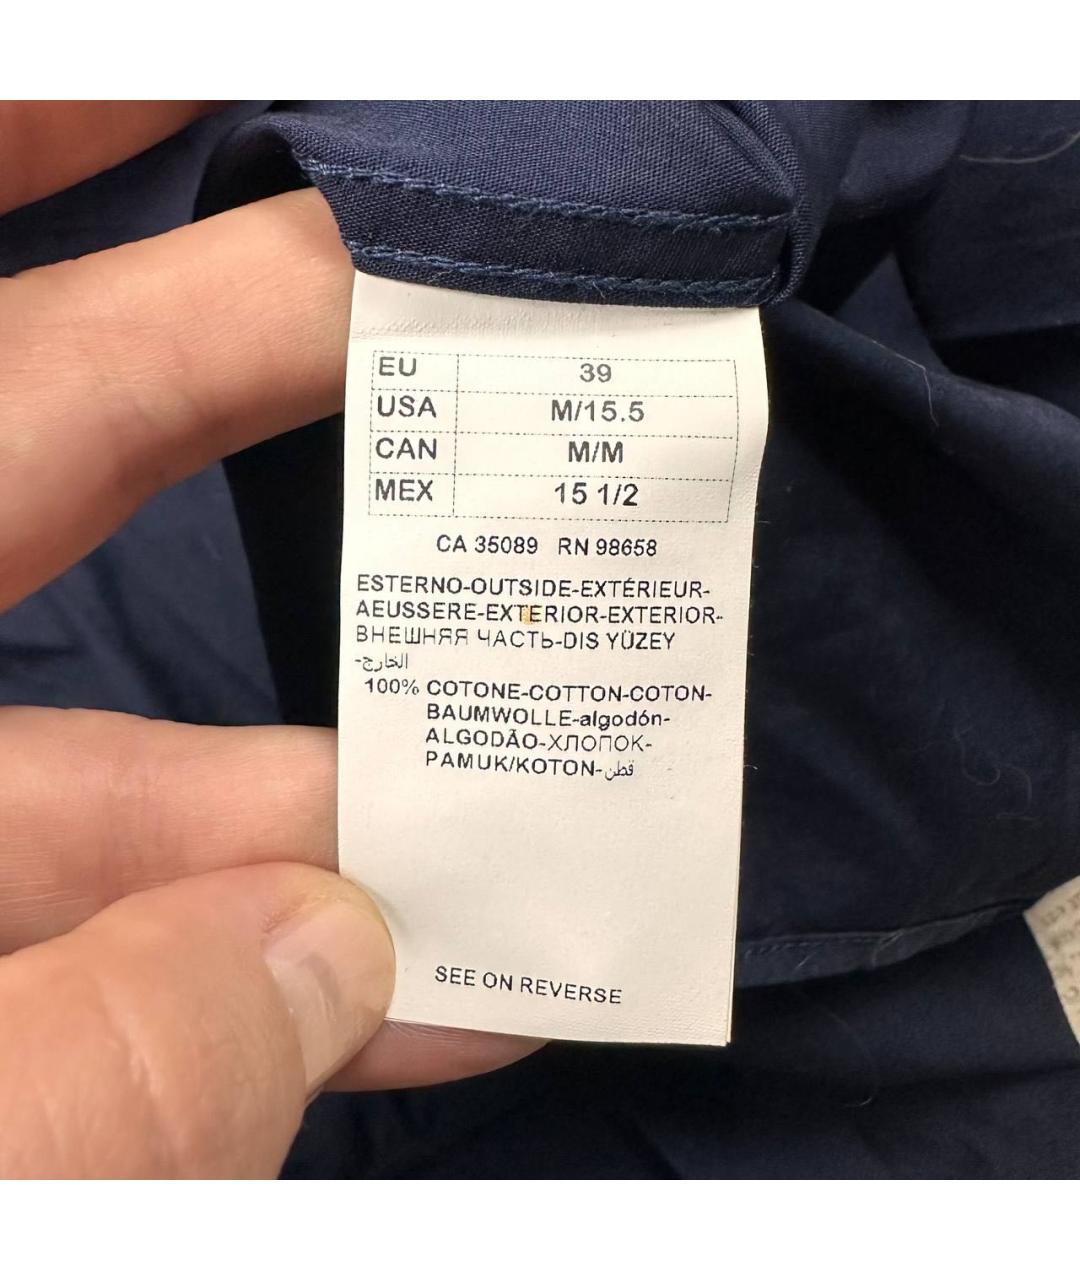 EU 39
USA M/15.5
CAN M/M
MEX 15 1/2
CA 35089 RN 98658
ESTERNO-OUTSIDE-EXTÉRIEUR-
AEUSSERE-EXTERIOR-EXTERIOR-
ВНЕШНЯЯ ЧАСТЬ-DIS YÜZEY
-الخارج
100% COTONE-COTTON-COTON-
BAUMWOLLE-algodón-
ALGODÃO-ХЛОПОК-
PAMUK/KOTON-قطن
SEE ON REVERSE